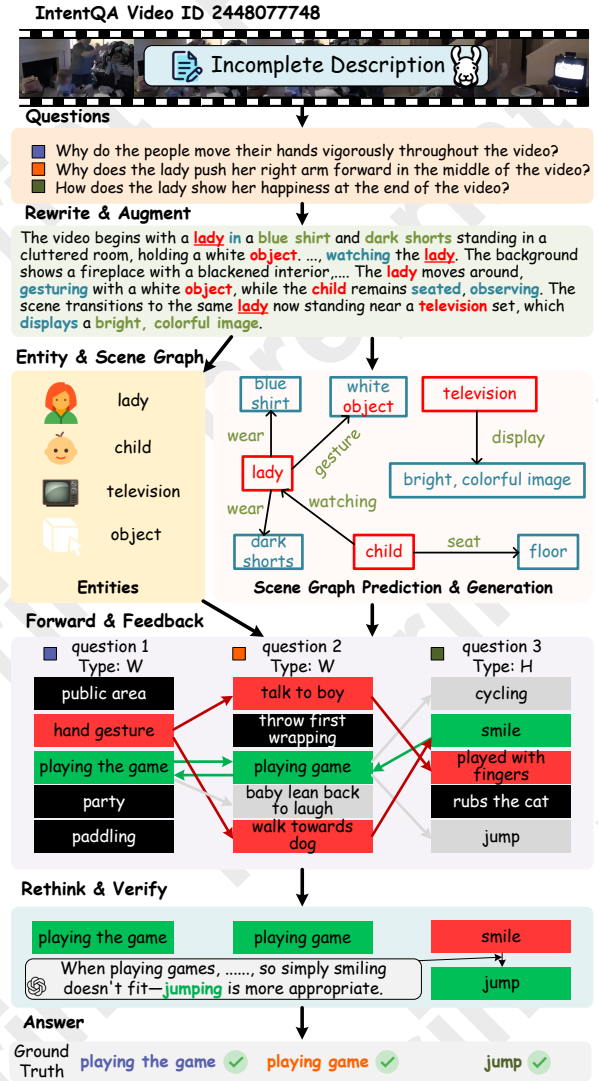 IntentQA Video ID 2448077748
Incomplete Description
Questions
Why do the people move their hands vigorously throughout the video?
Why does the lady push her right arm forward in the middle of the video?
How does the lady show her happiness at the end of the video?
Rewrite & Augment
The video begins with a lady in a blue shirt and dark shorts standing in a
cluttered room, holding a white object. ..., watching the lady. The background
shows a fireplace with a blackened interior,.... The lady moves around,
gesturing with a white object, while the child remains seated, observing. The
scene transitions to the same lady now standing near a television set, which
displays a bright, colorful image.
Entity & Scene Graph
lady
child
television
object
Entities
blue
shirt
white
object
television
wear
gesture
display
lady
bright, colorful image
wear
watching
dark
shorts
child
seat
floor
Scene Graph Prediction & Generation
Forward & Feedback
question 1
Type: W
question 2
Type: W
question 3
Type: H
public area
talk to boy
cycling
hand gesture
throw first
wrapping
smile
playing the game
playing game
played with
fingers
party
baby lean back
to laugh
rubs the cat
paddling
walk towards
dog
jump
Rethink & Verify
playing the game
playing game
smile
When playing games, ......, so simply smiling
doesn't fit—jumping is more appropriate.
jump
Answer
Ground
Truth
playing the game
playing game
jump